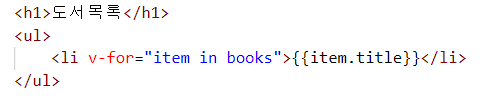 <h1>도서목록</h1>
<ul>
    <li v-for="item in books">{{item.title}}</li>
</ul>